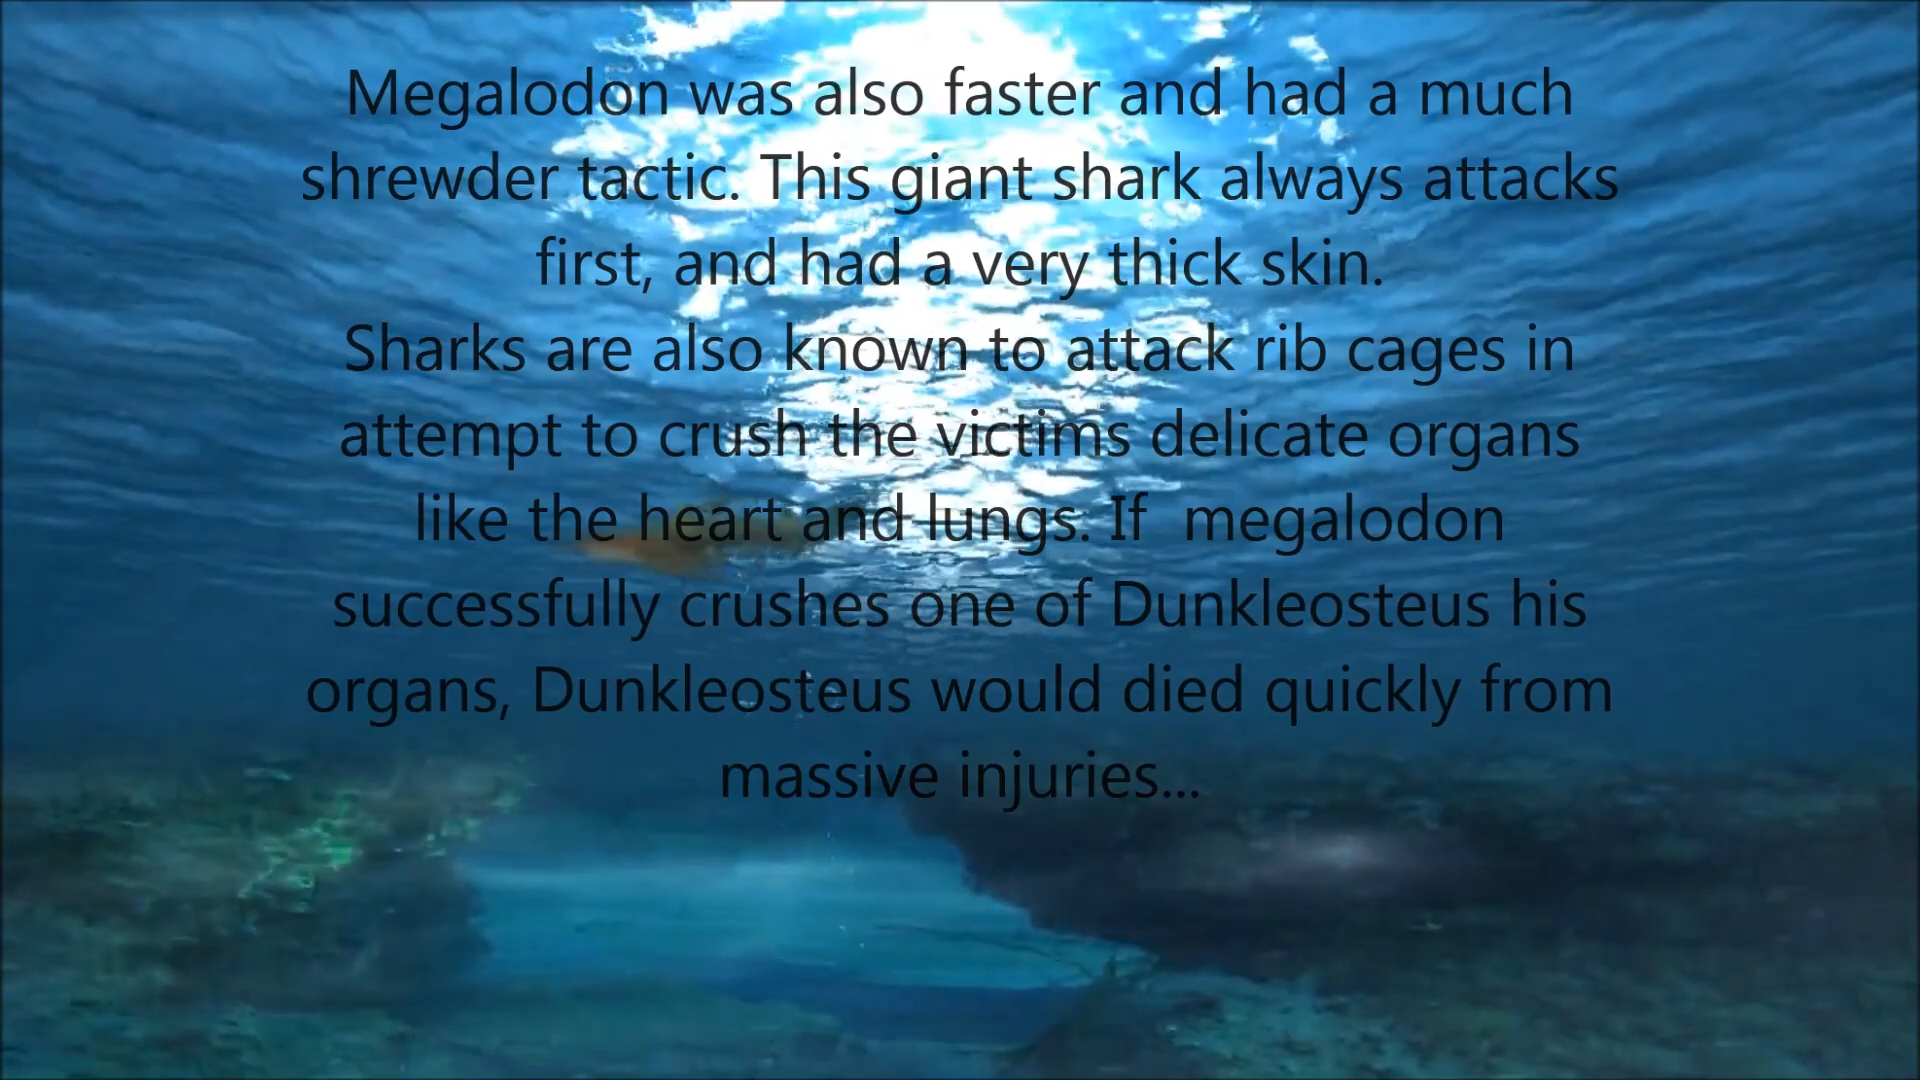 Megalodon was also faster and had a much
shrewder tactic. This giant shark always attacks
first, and had a very thick skin.
Sharks are also known to attack rib cages in
attempt to crush the victims delicate organs
like the heart and lungs. If  megalodon
successfully crushes one of Dunkleosteus his
organs, Dunkleosteus would died quickly from
massive injuries...